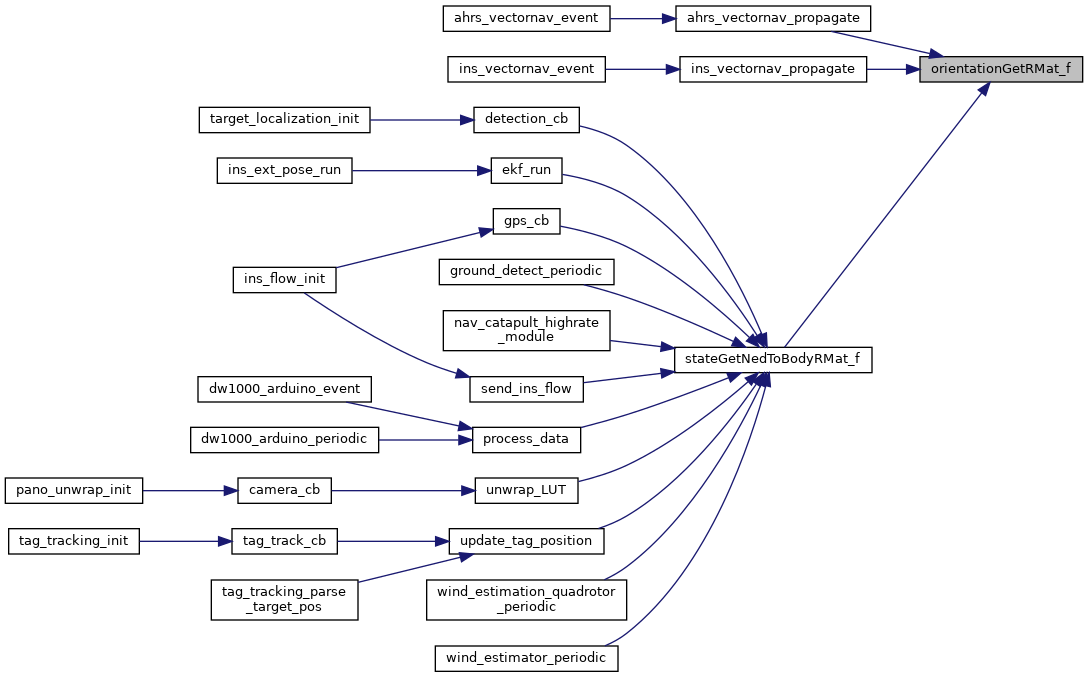 ahrs_vectornav_event
ahrs_vectornav_propagate
ins_vectornav_event
ins_vectornav_propagate
orientationGetRMat_f
target_localization_init
detection_cb
ins_ext_pose_run
ekf_run
gps_cb
ins_flow_init
ground_detect_periodic
nav_catapult_highrate
_module
stateGetNedToBodyRMat_f
dw1000_arduino_event
send_ins_flow
dw1000_arduino_periodic
process_data
pano_unwrap_init
camera_cb
unwrap_LUT
tag_tracking_init
tag_track_cb
update_tag_position
tag_tracking_parse
_target_pos
wind_estimation_quadrotor
_periodic
wind_estimator_periodic